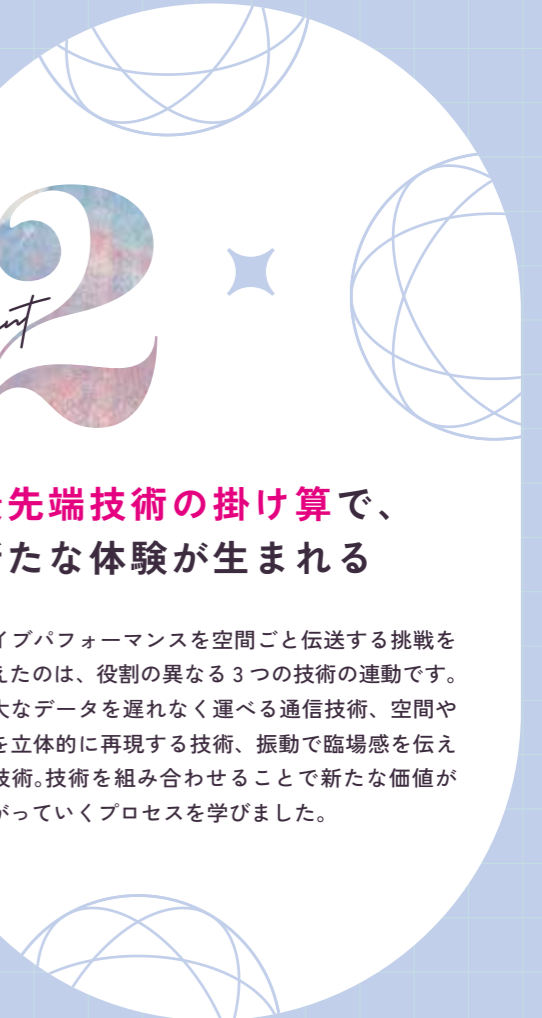 2
先端技術の掛け算で、
たな体験が生まれる
イブパフォーマンスを空間ごと伝送する挑戦を
えたのは、役割の異なる3つの技術の連動です。
大なデータを遅れなく運べる通信技術、空間や
を立体的に再現する技術、振動で臨場感を伝え
技術。技術を組み合わせることで新たな価値が
がっていくプロセスを学びました。